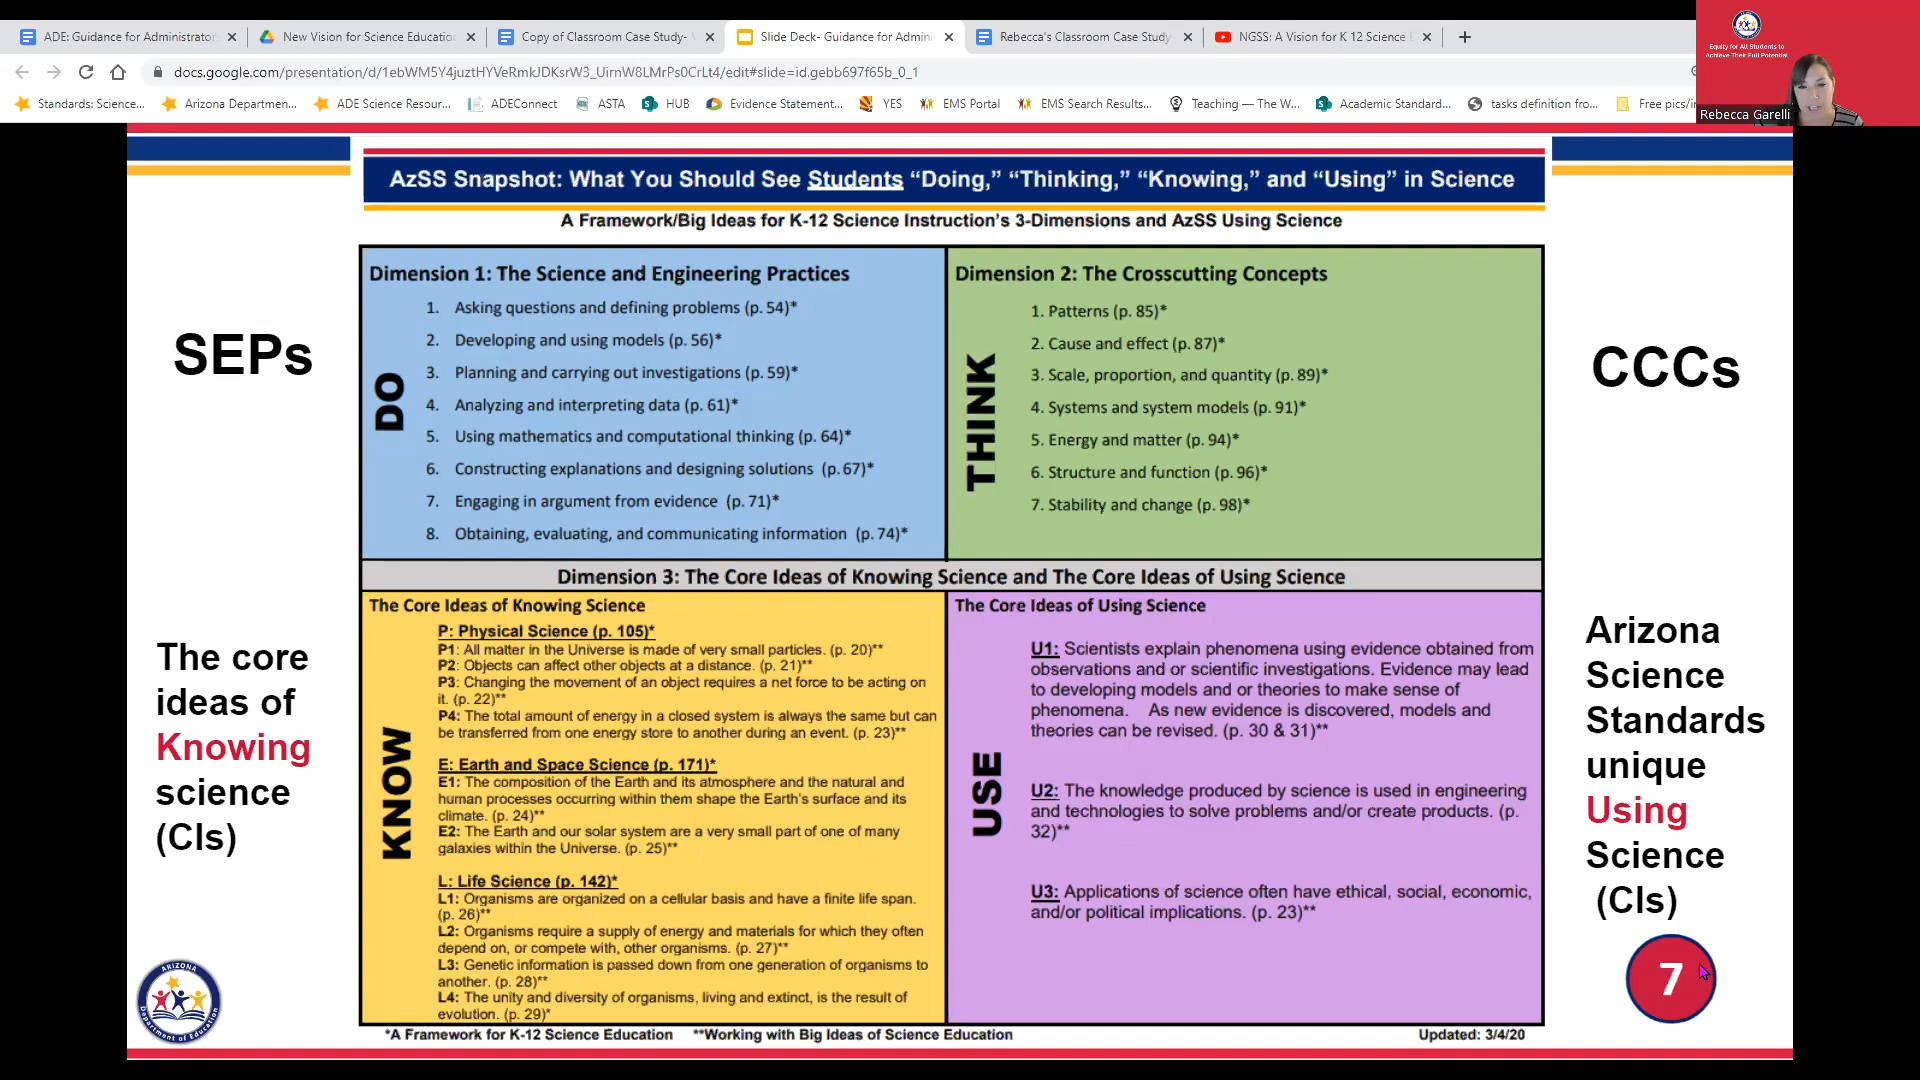 ADE: Guidance for Administrator
New Vision for Science Education
Copy of Classroom Case Study-
Slide Deck- Guidance for Admini
Rebecca's Classroom Case Study
NGSS: A Vision for K 12 Science
docs.google.com/presentation/d/1ebWM5Y4juztHYVeRmkJDKsrW3_UirnW8LMrPs0CrLt4/edit#slide=id.gebb697f65b_0_1
Standards: Science...
Arizona Departmen...
ADE Science Resour...
ADEConnect
ASTA
HUB
Evidence Statement...
YES
EMS Portal
EMS Search Results...
Teaching — The W...
Academic Standard...
tasks definition fro...
Free pics/
Equity for All Students to
Achieve Their Full Potential
Rebecca Garelli
AzSS Snapshot: What You Should See Students “Doing,” “Thinking,” “Knowing,” and “Using” in Science
A Framework/Big Ideas for K-12 Science Instruction’s 3-Dimensions and AzSS Using Science
SEPs
Dimension 1: The Science and Engineering Practices
DO
1. Asking questions and defining problems (p. 54)*
2. Developing and using models (p. 56)*
3. Planning and carrying out investigations (p. 59)*
4. Analyzing and interpreting data (p. 61)*
5. Using mathematics and computational thinking (p. 64)*
6. Constructing explanations and designing solutions (p. 67)*
7. Engaging in argument from evidence (p. 71)*
8. Obtaining, evaluating, and communicating information (p. 74)*
Dimension 2: The Crosscutting Concepts
THINK
1. Patterns (p. 85)*
2. Cause and effect (p. 87)*
3. Scale, proportion, and quantity (p. 89)*
4. Systems and system models (p. 91)*
5. Energy and matter (p. 94)*
6. Structure and function (p. 96)*
7. Stability and change (p. 98)*
CCCs
Dimension 3: The Core Ideas of Knowing Science and The Core Ideas of Using Science
The core
ideas of
Knowing
science
(CIs)
The Core Ideas of Knowing Science
KNOW
P: Physical Science (p. 105)*
P1: All matter in the Universe is made of very small particles. (p. 20)**
P2: Objects can affect other objects at a distance. (p. 21)**
P3: Changing the movement of an object requires a net force to be acting on
it. (p. 22)**
P4: The total amount of energy in a closed system is always the same but can
be transferred from one energy store to another during an event. (p. 23)**
E: Earth and Space Science (p. 171)*
E1: The composition of the Earth and its atmosphere and the natural and
human processes occurring within them shape the Earth’s surface and its
climate. (p. 24)**
E2: The Earth and our solar system are a very small part of one of many
galaxies within the Universe. (p. 25)**
L: Life Science (p. 142)*
L1: Organisms are organized on a cellular basis and have a finite life span.
(p. 26)**
L2: Organisms require a supply of energy and materials for which they often
depend on, or compete with, other organisms. (p. 27)**
L3: Genetic information is passed down from one generation of organisms to
another. (p. 28)**
L4: The unity and diversity of organisms, living and extinct, is the result of
evolution. (p. 29)*
The Core Ideas of Using Science
USE
U1: Scientists explain phenomena using evidence obtained from
observations and or scientific investigations. Evidence may lead
to developing models and or theories to make sense of
phenomena. As new evidence is discovered, models and
theories can be revised. (p. 30 & 31)**
U2: The knowledge produced by science is used in engineering
and technologies to solve problems and/or create products. (p.
32)**
U3: Applications of science often have ethical, social, economic,
and/or political implications. (p. 23)**
Arizona
Science
Standards
unique
Using
Science
(CIs)
7
ARIZONA
Department of Education
*A Framework for K-12 Science Education **Working with Big Ideas of Science Education
Updated: 3/4/20